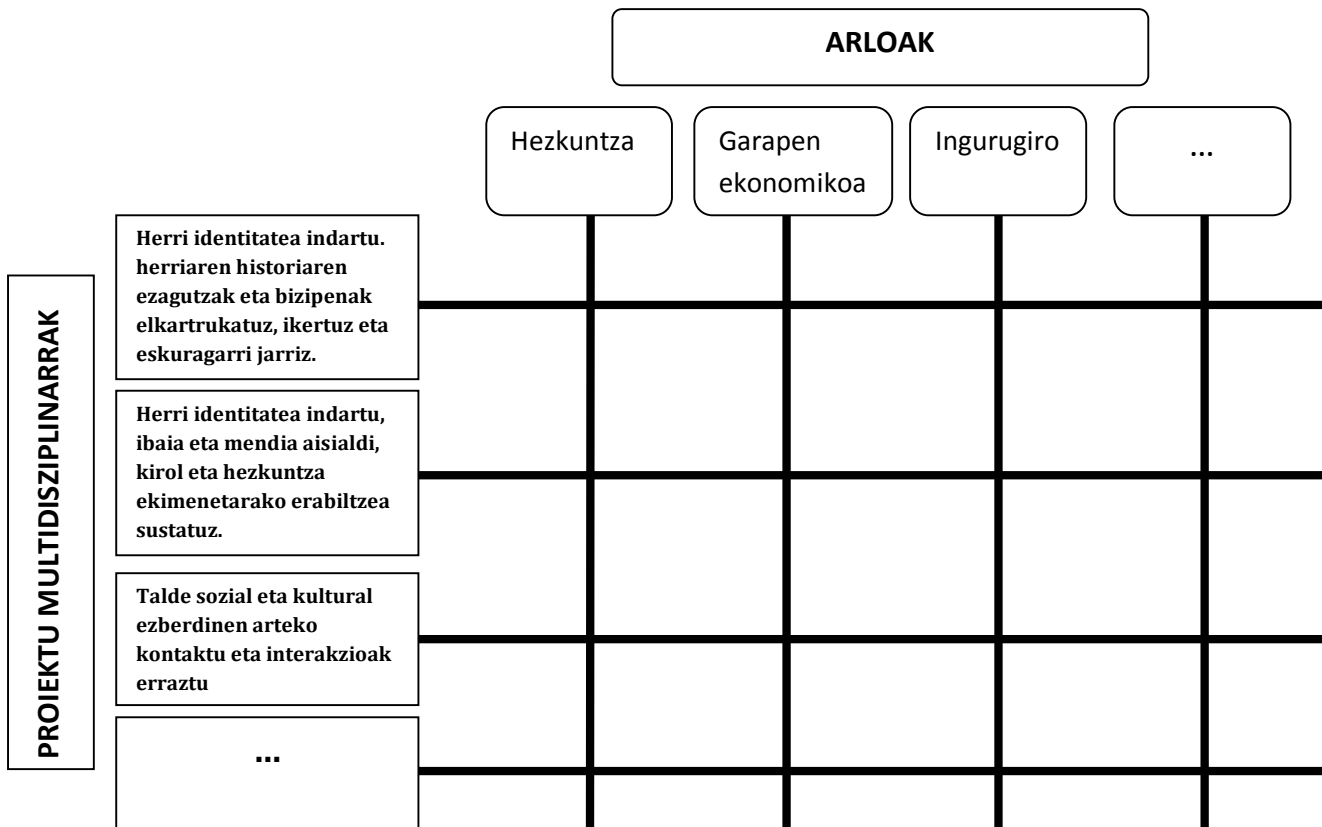 ARLOAK
Hezkuntza
Garapen
ekonomikoa
Ingurugiro
...
PROIEKTU MULTIDISZIPLINARRAK
Herri identitatea indartu.
herriaren historiaren
ezagutzak eta bizipenak
elkartrukatuz, ikertuz eta
eskuragarri jarriz.
Herri identitatea indartu,
ibaia eta mendia aisialdi,
kirol eta hezkuntza
ekimenetarako erabiltzea
sustatuz.
Talde sozial eta kultural
ezberdinen arteko
kontaktu eta interakzioak
erraztu
...